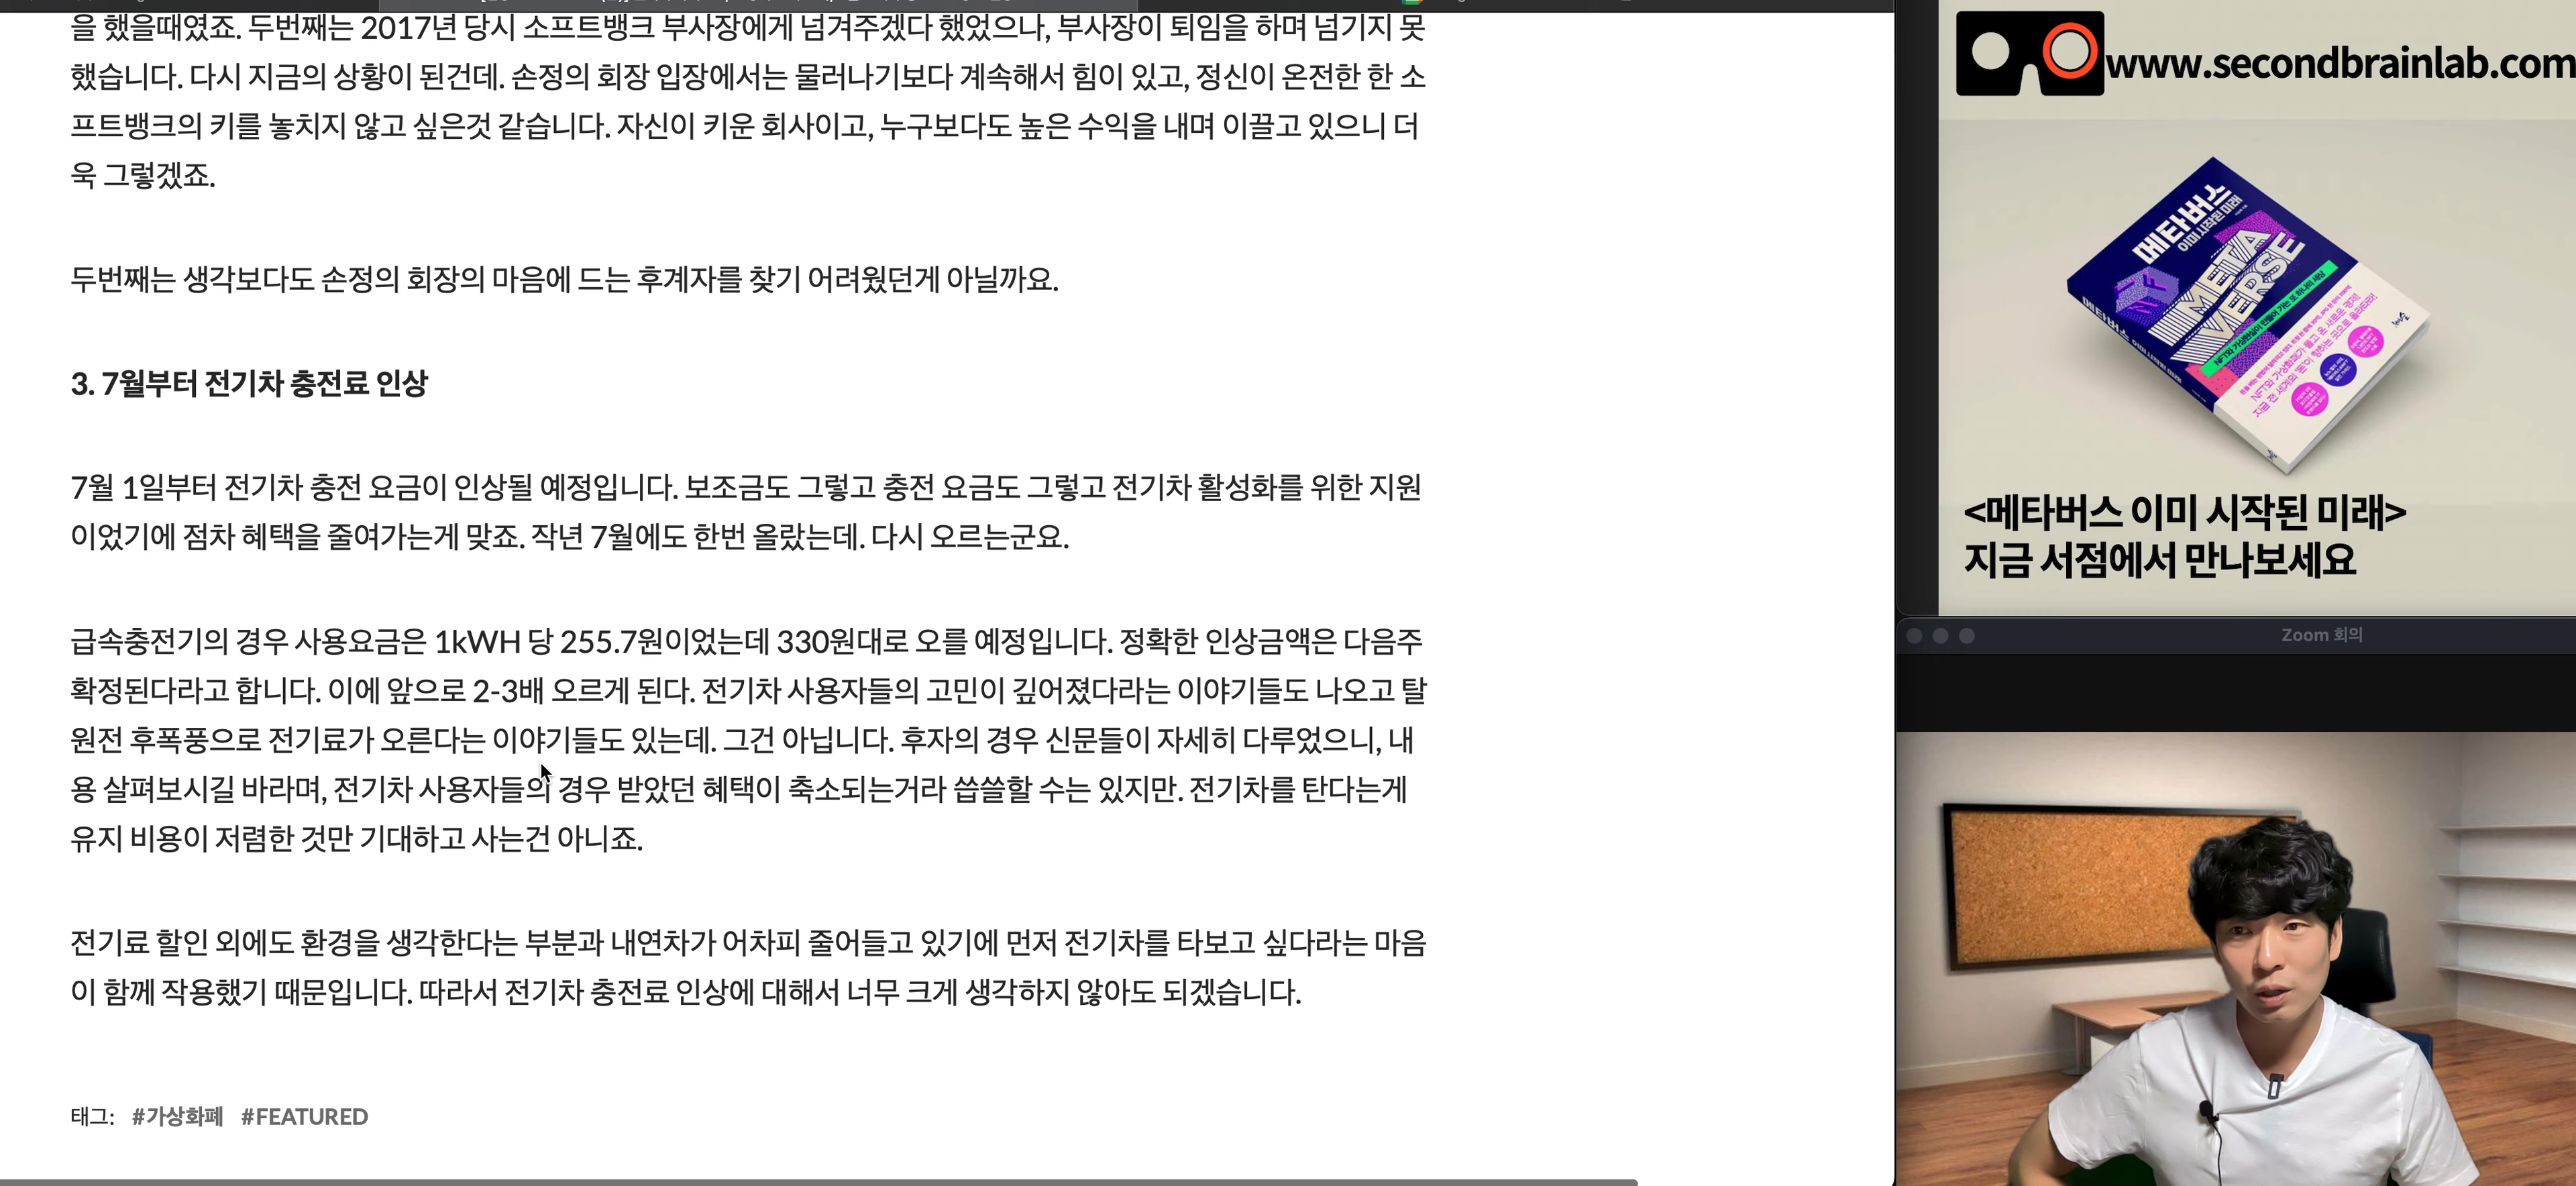 을 했을때였죠. 두번째는 2017년 당시 소프트뱅크 부사장에게 넘겨주겠다 했었으나, 부사장이 퇴임을 하며 넘기지 못
했습니다. 다시 지금의 상황이 된건데. 손정의 회장 입장에서는 물러나기보다 계속해서 힘이 있고, 정신이 온전한 한 소
프트뱅크의 키를 놓치지 않고 싶은것 같습니다. 자신이 키운 회사이고, 누구보다도 높은 수익을 내며 이끌고 있으니 더
욱 그렇겠죠.
두번째는 생각보다도 손정의 회장의 마음에 드는 후계자를 찾기 어려웠던게 아닐까요.
3. 7월부터 전기차 충전료 인상
7월 1일부터 전기차 충전 요금이 인상될 예정입니다. 보조금도 그렇고 충전 요금도 그렇고 전기차 활성화를 위한 지원
이었기에 점차 혜택을 줄여가는게 맞죠. 작년 7월에도 한번 올랐는데. 다시 오르는군요.
급속충전기의 경우 사용요금은 1kWH 당 255.7원이었는데 330원대로 오를 예정입니다. 정확한 인상금액은 다음주
확정된다라고 합니다. 이에 앞으로 2-3배 오르게 된다. 전기차 사용자들의 고민이 깊어졌다라는 이야기들도 나오고 탈
원전 후폭풍으로 전기료가 오른다는 이야기들도 있는데. 그건 아닙니다. 후자의 경우 신문들이 자세히 다루었으니, 내
용 살펴보시길 바라며, 전기차 사용자들의 경우 받았던 혜택이 축소되는거라 씁쓸할 수는 있지만. 전기차를 탄다는게
유지 비용이 저렴한 것만 기대하고 사는건 아니죠.
전기료 할인 외에도 환경을 생각한다는 부분과 내연차가 어차피 줄어들고 있기에 먼저 전기차를 타보고 싶다라는 마음
이 함께 작용했기 때문입니다. 따라서 전기차 충전료 인상에 대해서 너무 크게 생각하지 않아도 되겠습니다.
태그: #가상화폐 #FEATURED
www.secondbrainlab.com
메타버스
이미 시작된 미래
META
VERSE
NFT와 가상현실이 만들어 가는 또 하나의 세상
<메타버스 이미 시작된 미래>
지금 서점에서 만나보세요
Zoom 회의